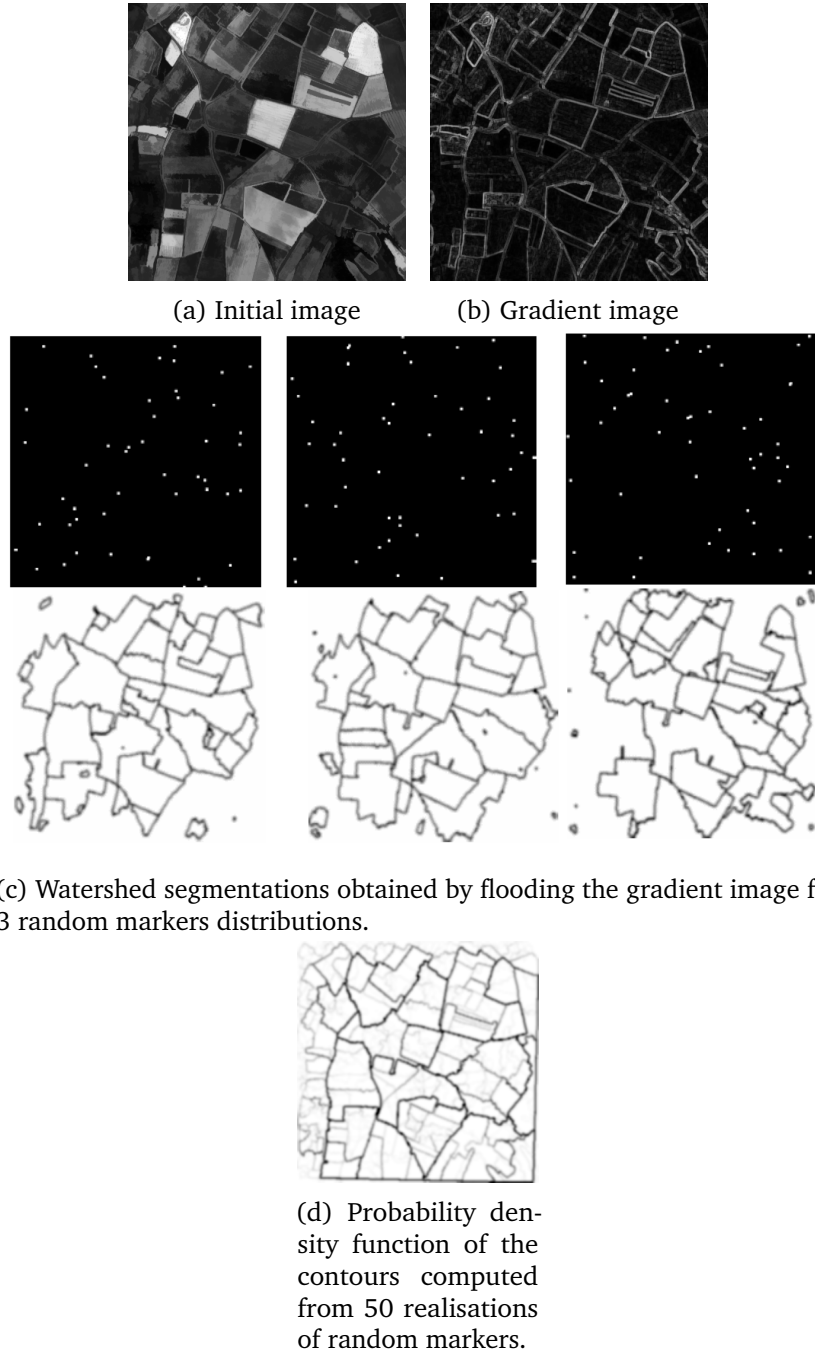 (a) Initial image
(b) Gradient image
(c) Watershed segmentations obtained by flooding the gradient image f
3 random markers distributions.
(d) Probability den-
sity function of the
contours computed
from 50 realisations
of random markers.